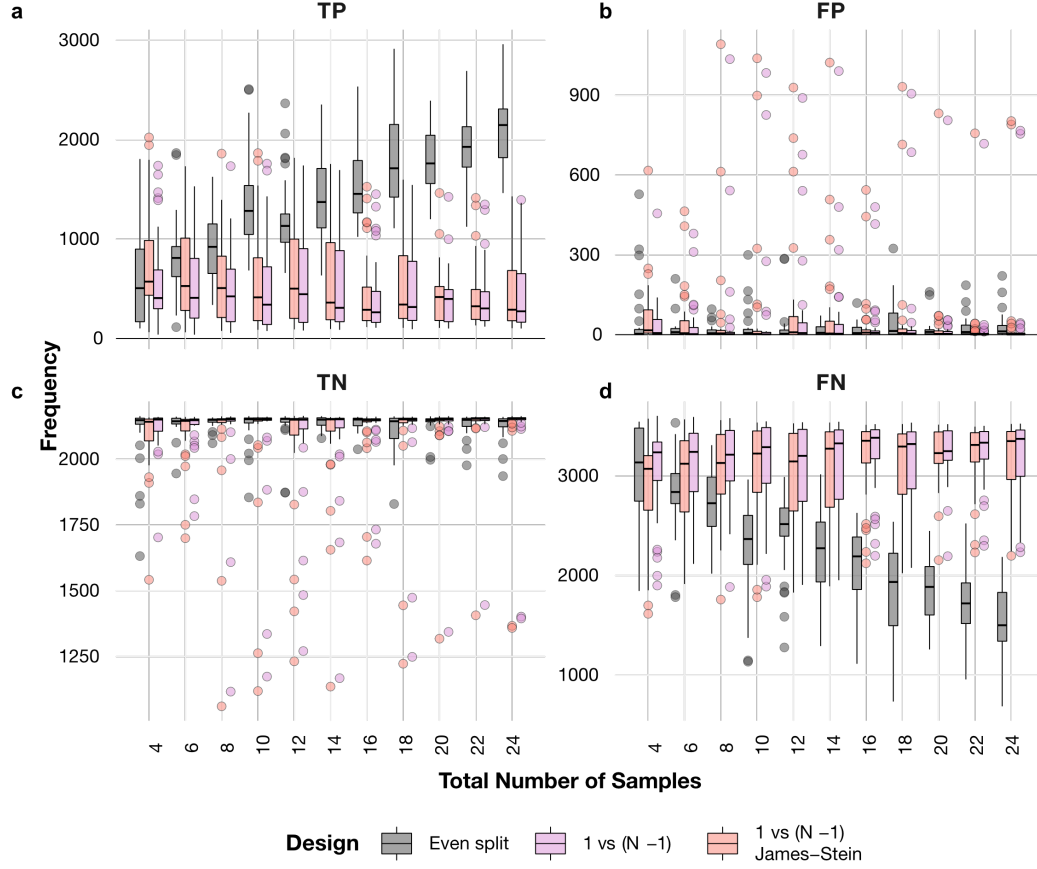 a
TP
b
FP
3000
2000
1000
0
900
600
300
0
Frequency
c
TN
d
FN
2000
1750
1500
1250
3000
2000
1000
4 6 8 10 12 14 16 18 20 22 24
4 6 8 10 12 14 16 18 20 22 24
Total Number of Samples
Design
Even split
1 vs (N −1)
1 vs (N −1)
James−Stein